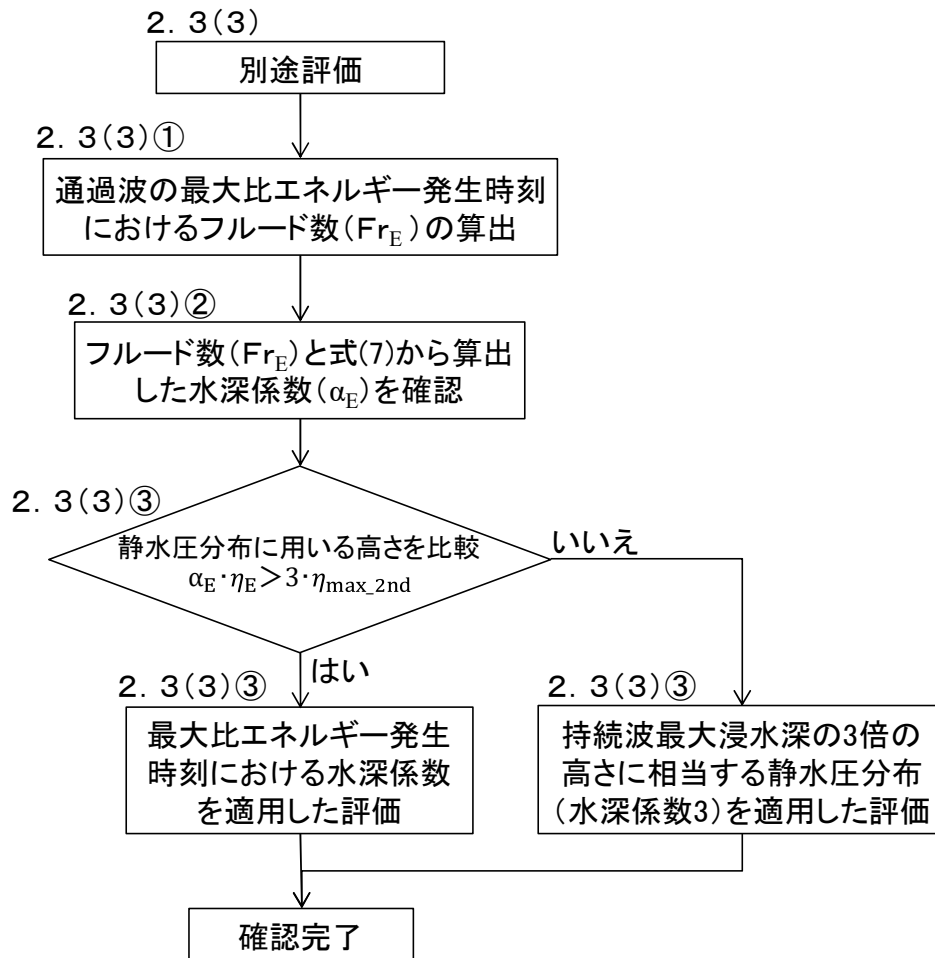 ２．３（３）
別途評価
２．３（３）①
通過波の最大比エネルギー発生時刻
におけるフルード数（Fr_E）の算出
２．３（３）②
フルード数（Fr_E）と式(7)から算出
した水深係数（α_E）を確認
２．３（３）③
静水圧分布に用いる高さを比較
α_E・η_E＞3・η_max_2nd
いいえ
はい
２．３（３）③
最大比エネルギー発生
時刻における水深係数
を適用した評価
２．３（３）③
持続波最大浸水深の3倍の
高さに相当する静水圧分布
（水深係数3）を適用した評価
確認完了